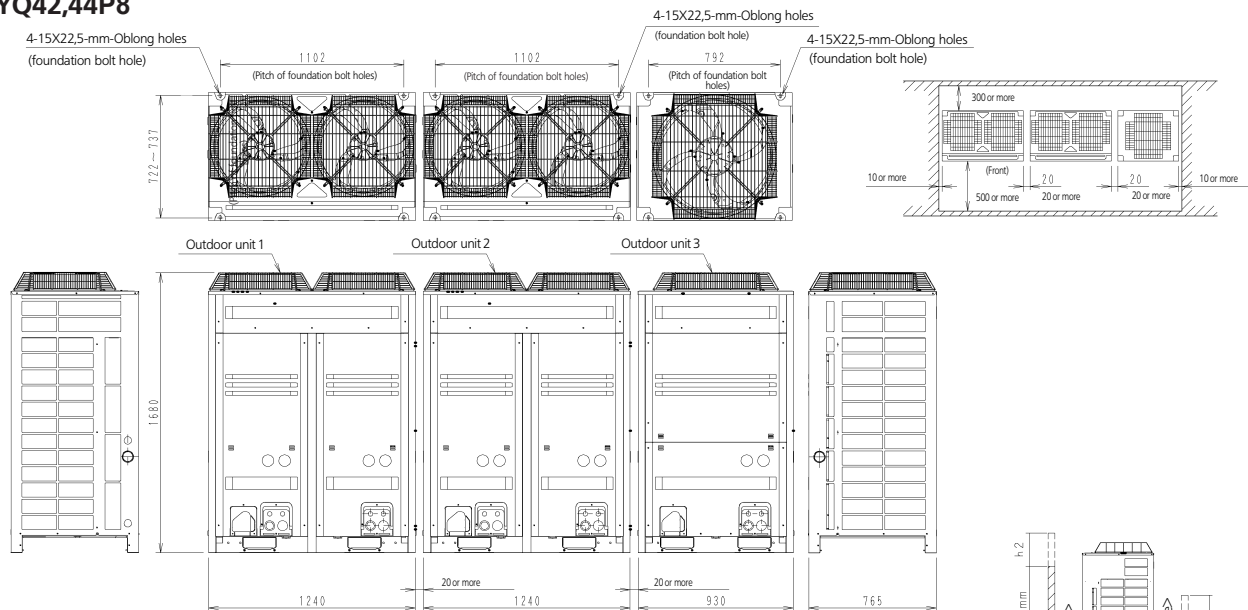 YQ42,44P8
4-15X22,5-mm-Oblong holes
(foundation bolt hole)
4-15X22,5-mm-Oblong holes
(foundation bolt hole)
4-15X22,5-mm-Oblong holes
(foundation bolt hole)
1102
(Pitch of foundation bolt holes)
1102
(Pitch of foundation bolt holes)
792
(Pitch of foundation bolt
holes)
722~737
300 or more
(Front)
10 or more
500 or more
20
20 or more
20
20 or more
10 or more
Outdoor unit 1
Outdoor unit 2
Outdoor unit 3
1680
20 or more
20 or more
1240
1240
930
765
h2
mm